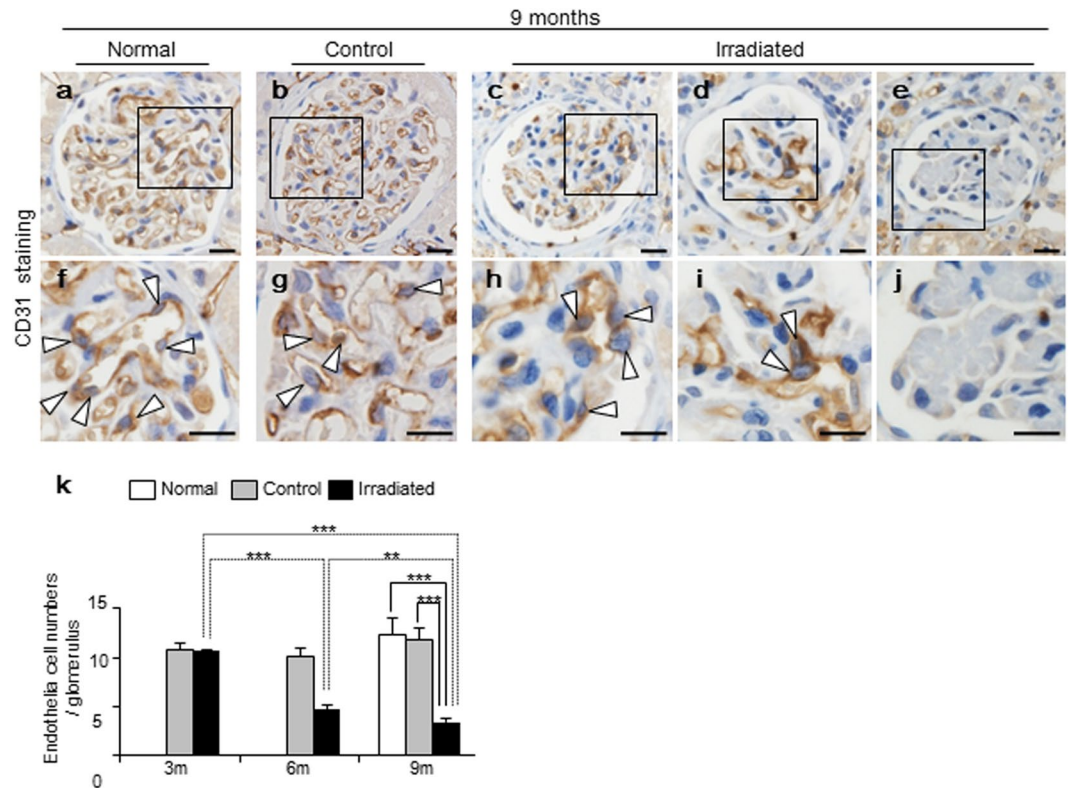 9 months
Normal Control Irradiated
a b c d e
CD31 staining
f g h i j
k
Normal Control Irradiated
***
*** **
***
***
Endothelia cell numbers
/ glomerulus
15
10
5
0
3m 6m 9m